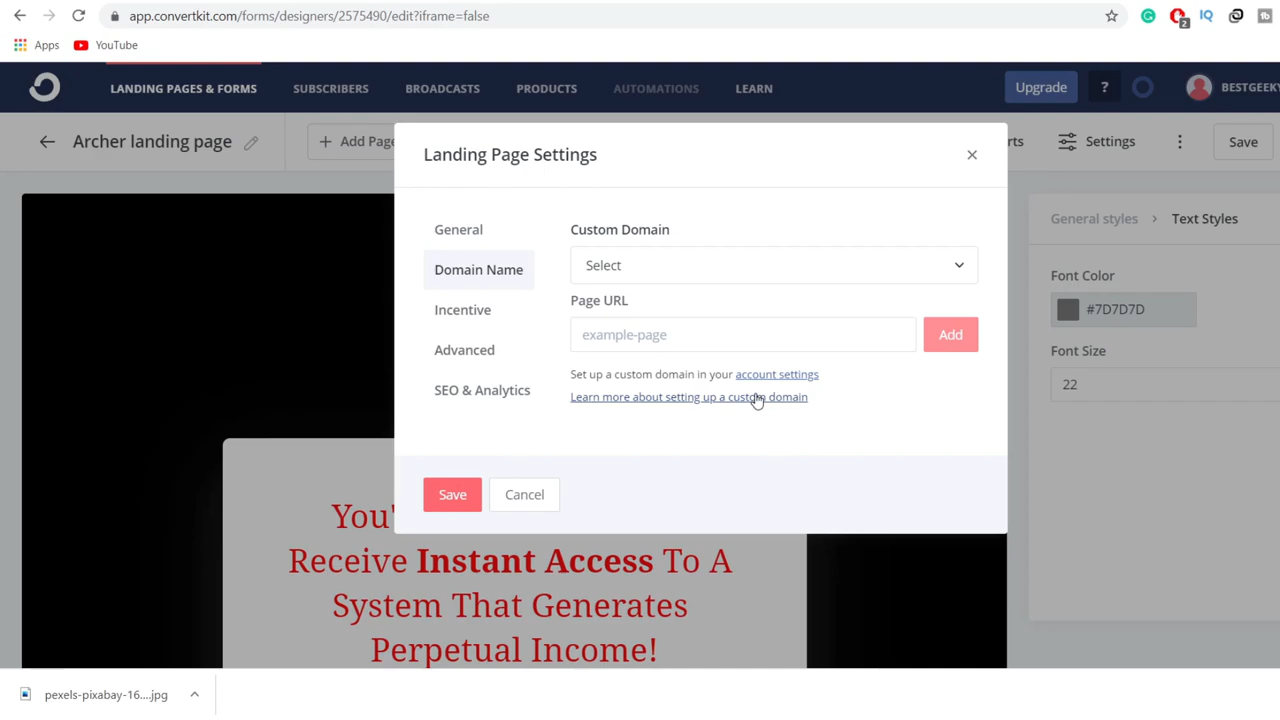 app.convertkit.com/forms/designers/2575490/edit?iframe=false
IQ
2
Apps
YouTube
LANDING PAGES & FORMS
SUBSCRIBERS
BROADCASTS
PRODUCTS
AUTOMATIONS
LEARN
Upgrade
?
BESTGEEKY
Archer landing page
+ Add Page
rts
Settings
Save
Landing Page Settings
General
Domain Name
Incentive
Advanced
SEO & Analytics
Custom Domain
Select
Page URL
example-page
Add
Set up a custom domain in your account settings
Learn more about setting up a custom domain
Save
Cancel
General styles > Text Styles
Font Color
#7D7D7D
Font Size
22
You'
Receive Instant Access To A
System That Generates
Perpetual Income!
pexels-pixabay-16....jpg